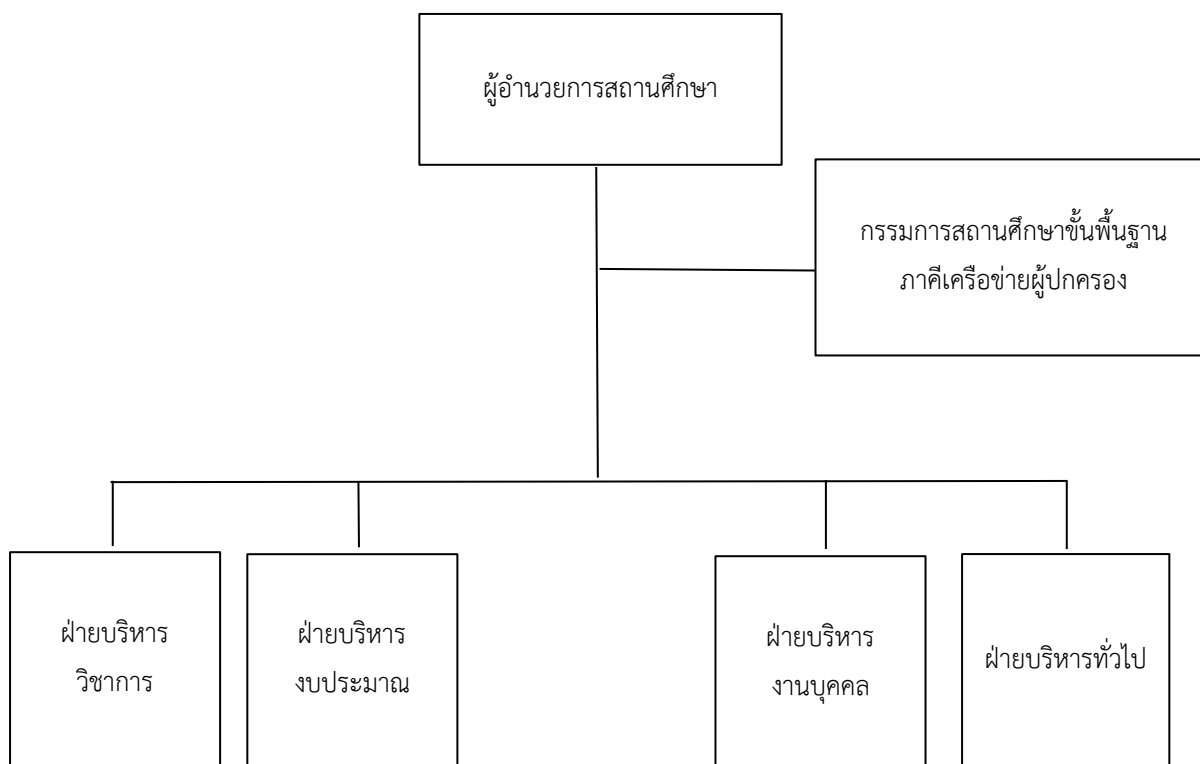 ผู้อำนวยการสถานศึกษา
กรรมการสถานศึกษาขั้นพื้นฐาน
ภาคีเครือข่ายผู้ปกครอง
ฝ่ายบริหาร
วิชาการ
ฝ่ายบริหาร
งบประมาณ
ฝ่ายบริหาร
งานบุคคล
ฝ่ายบริหารทั่วไป